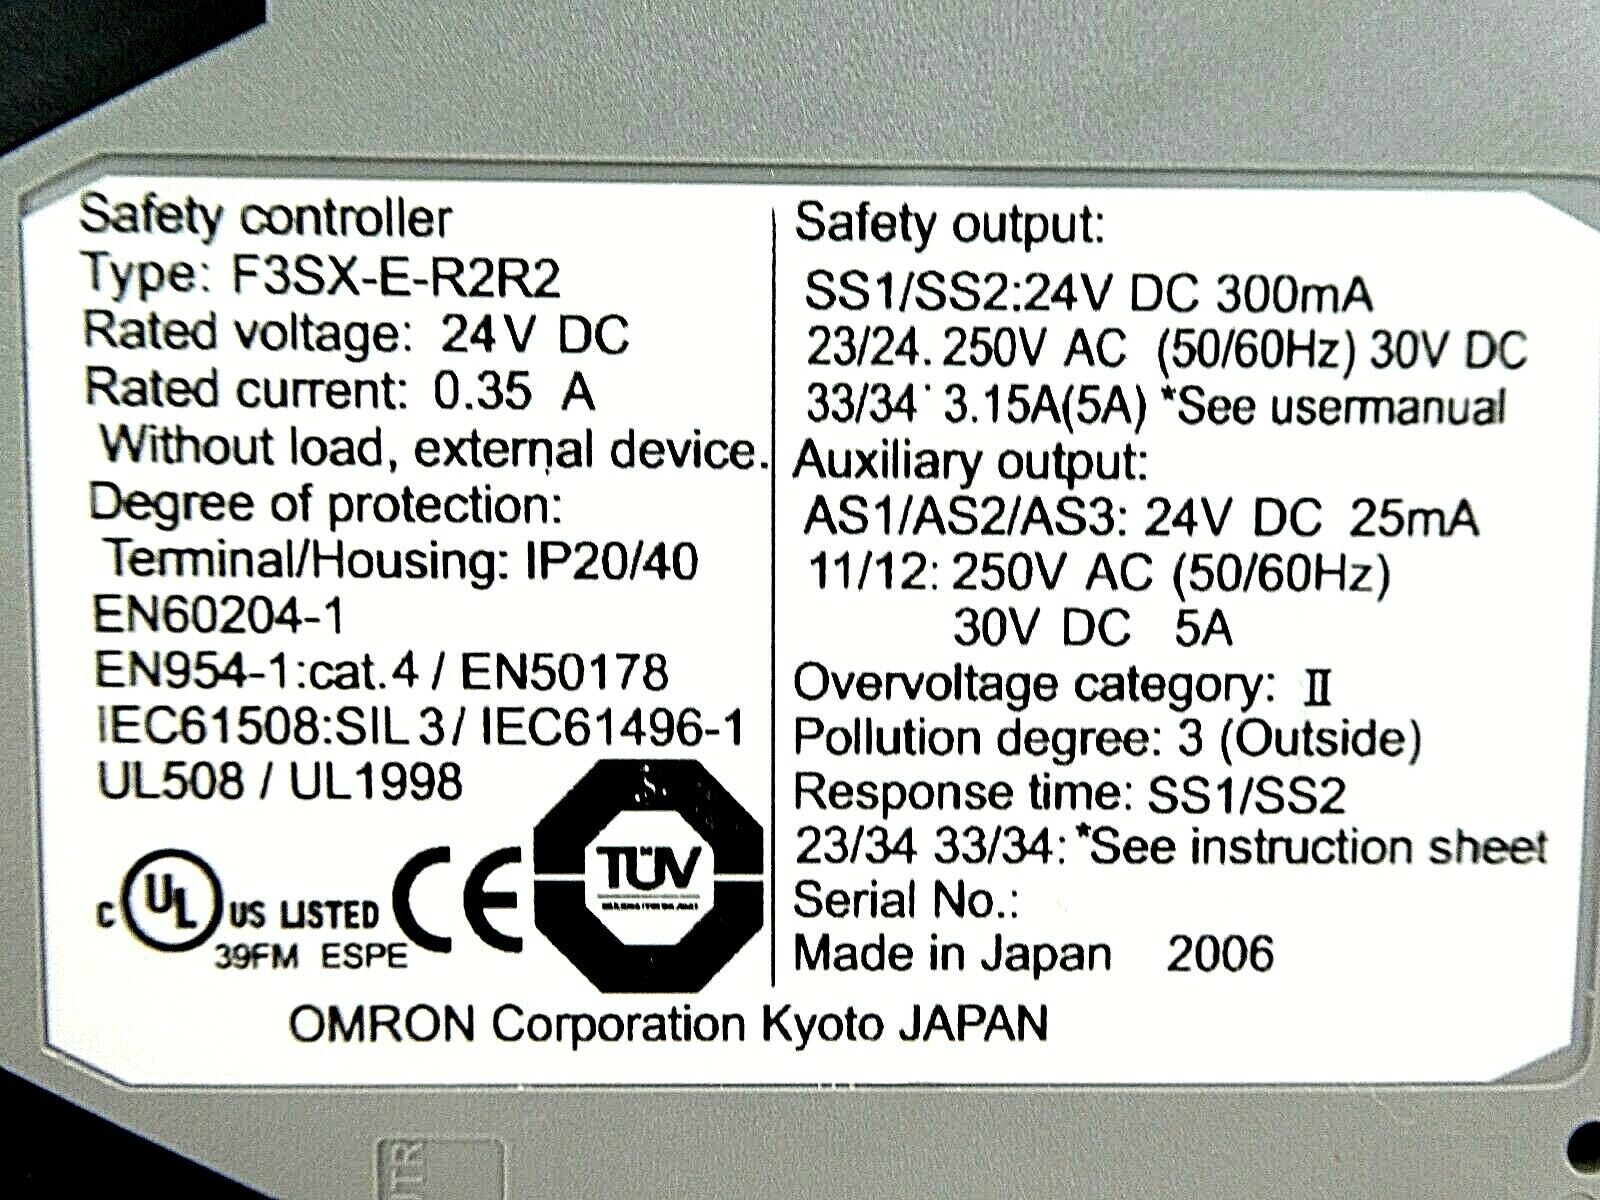 Safety controller
Type: F3SX-E-R2R2
Rated voltage: 24V DC
Rated current: 0.35 A
Without load, external device.
Degree of protection:
Terminal/Housing: IP20/40
EN60204-1
EN954-1:cat.4 / EN50178
IEC61508:SIL3/ IEC61496-1
UL508 / UL1998
C UL US LISTED
39FM ESPE
CE
TÜV
Safety output:
SS1/SS2:24V DC 300mA
23/24. 250V AC (50/60Hz) 30V DC
33/34˙ 3.15A(5A) *See usermanual
Auxiliary output:
AS1/AS2/AS3: 24V DC 25mA
11/12: 250V AC (50/60Hz)
30V DC 5A
Overvoltage category: II
Pollution degree: 3 (Outside)
Response time: SS1/SS2
23/34 33/34: *See instruction sheet
Serial No.:
Made in Japan 2006
OMRON Corporation Kyoto JAPAN